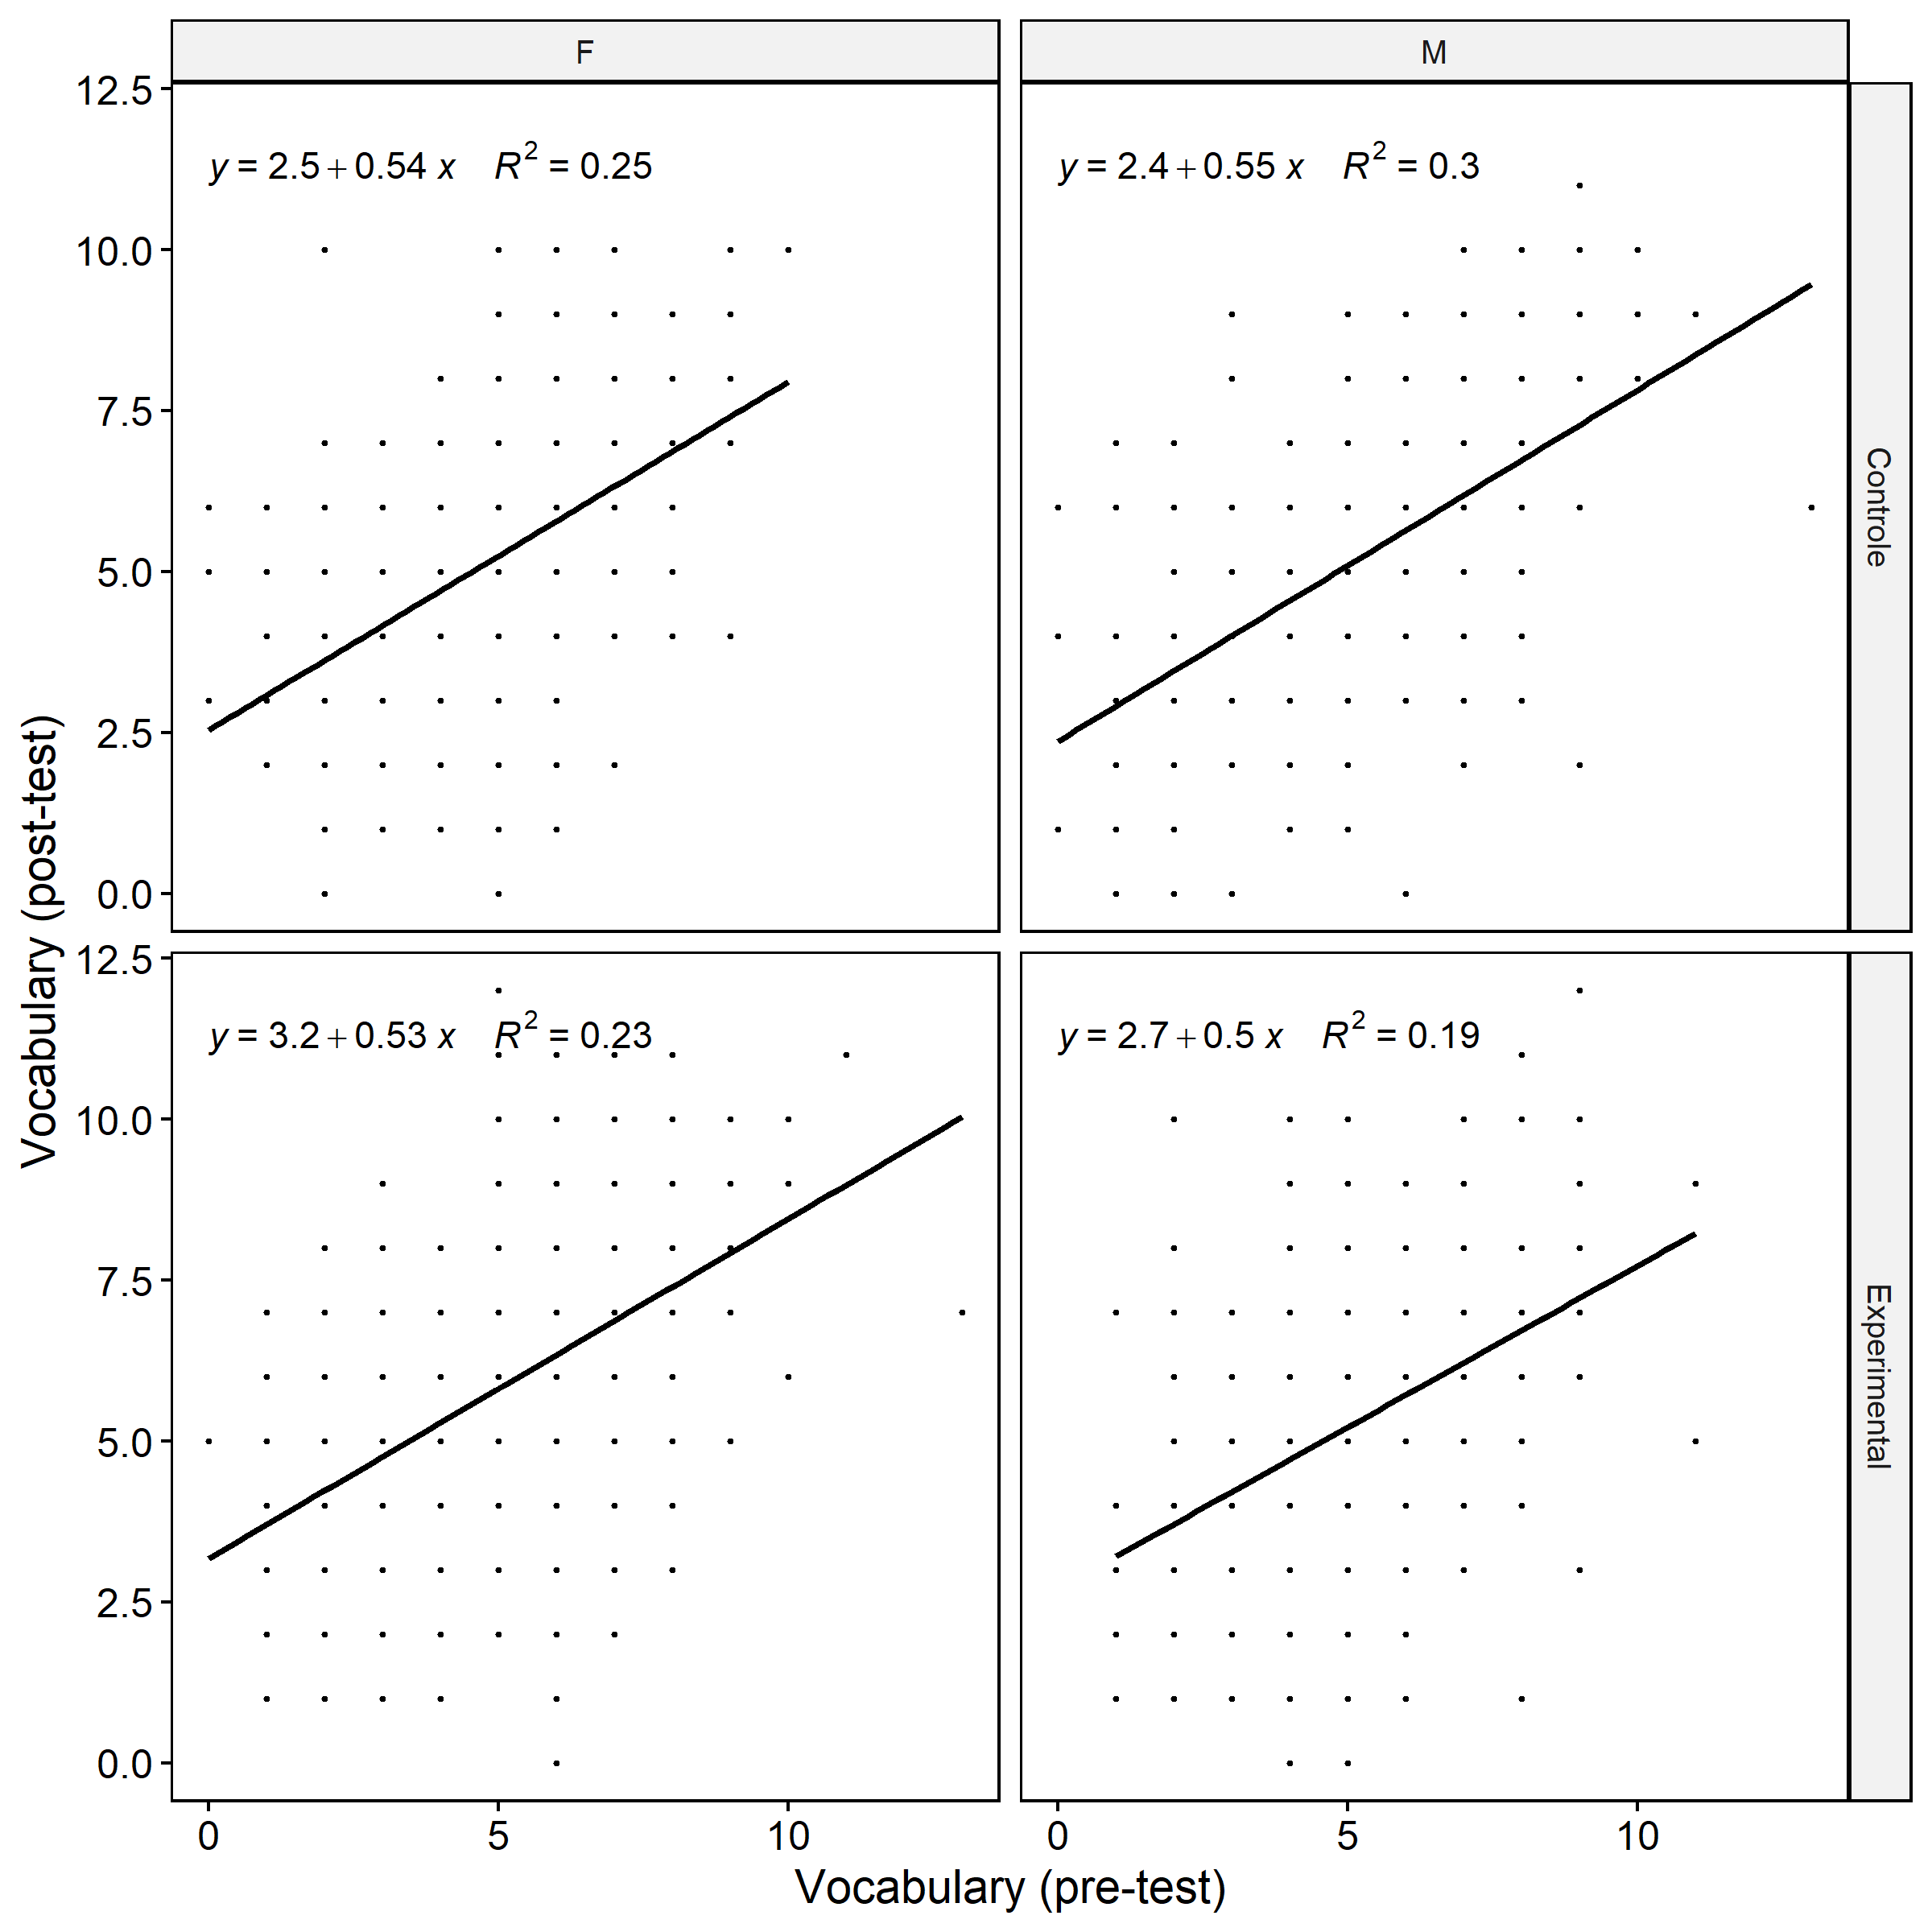 F
M
12.5
y = 2.5 + 0.54 x R² = 0.25
y = 2.4 + 0.55 x R² = 0.3
10.0
7.5
5.0
2.5
0.0
Controle
Vocabulary (post-test)
12.5
y = 3.2 + 0.53 x R² = 0.23
y = 2.7 + 0.5 x R² = 0.19
10.0
7.5
5.0
2.5
0.0
Experimental
0 5 10
0 5 10
Vocabulary (pre-test)